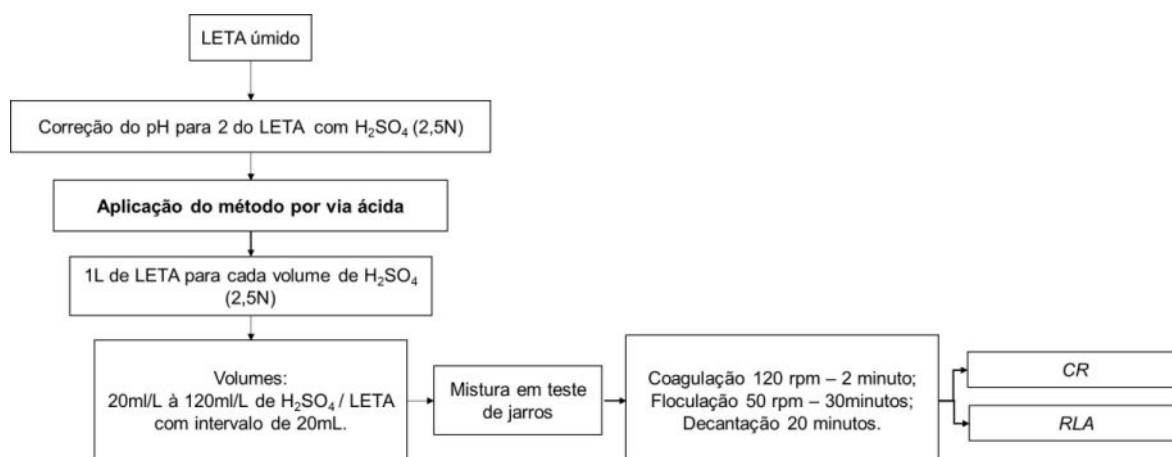 LETA úmido
Correção do pH para 2 do LETA com H₂SO₄ (2,5N)
Aplicação do método por via ácida
1L de LETA para cada volume de H₂SO₄
(2,5N)
Volumes:
20ml/L à 120ml/L de H₂SO₄ / LETA
com intervalo de 20mL.
Mistura em teste
de jarros
Coagulação 120 rpm – 2 minuto;
Floculação 50 rpm – 30minutos;
Decantação 20 minutos.
CR
RLA